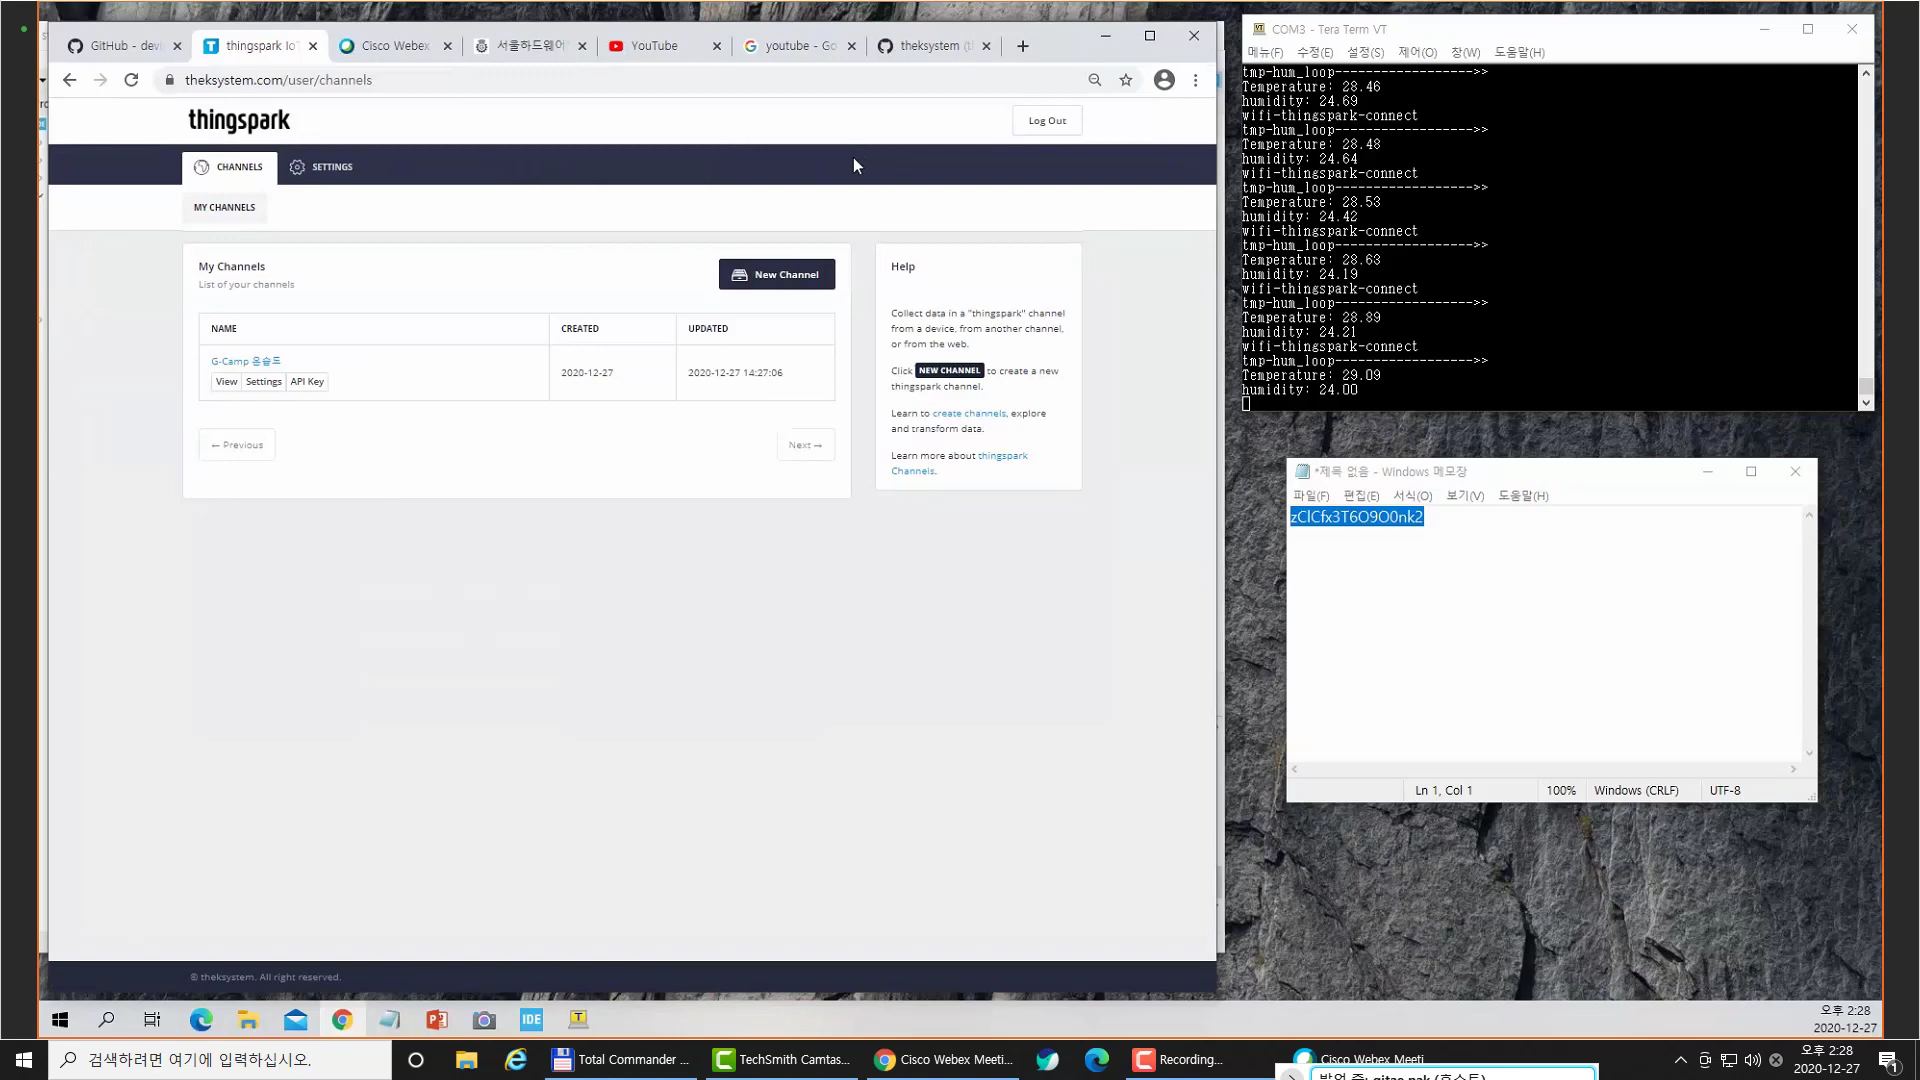 GitHub - devi
thingspark IoT
Cisco Webex
서울하드웨어
YouTube
youtube - Go
theksystem (t
theksystem.com/user/channels
thingspark
Log Out
CHANNELS
SETTINGS
MY CHANNELS
My Channels
List of your channels
New Channel
NAME
CREATED
UPDATED
G-Camp 온습도
View
Settings
API Key
2020-12-27
2020-12-27 14:27:06
← Previous
Next →
Help
Collect data in a "thingspark" channel
from a device, from another channel,
or from the web.
Click NEW CHANNEL to create a new
thingspark channel.
Learn to create channels, explore
and transform data.
Learn more about thingspark
Channels.
© theksystem. All right reserved.
COM3 - Tera Term VT
메뉴(F) 수정(E) 설정(S) 제어(O) 창(W) 도움말(H)
tmp-hum_loop------------------>>
Temperature: 28.46
humidity: 24.69
wifi-thingspark-connect
tmp-hum_loop------------------>>
Temperature: 28.48
humidity: 24.64
wifi-thingspark-connect
tmp-hum_loop------------------>>
Temperature: 28.53
humidity: 24.42
wifi-thingspark-connect
tmp-hum_loop------------------>>
Temperature: 28.63
humidity: 24.19
wifi-thingspark-connect
tmp-hum_loop------------------>>
Temperature: 28.89
humidity: 24.21
wifi-thingspark-connect
tmp-hum_loop------------------>>
Temperature: 29.09
humidity: 24.00
*제목 없음 - Windows 메모장
파일(F) 편집(E) 서식(O) 보기(V) 도움말(H)
zClCfx3T6O9O0nk2
Ln 1, Col 1
100%
Windows (CRLF)
UTF-8
IDE
오후 2:28
2020-12-27
검색하려면 여기에 입력하십시오.
Total Commander ...
TechSmith Camtas...
Cisco Webex Meeti...
Recording...
Cisco Webex Meeti
오후 2:28
2020-12-27